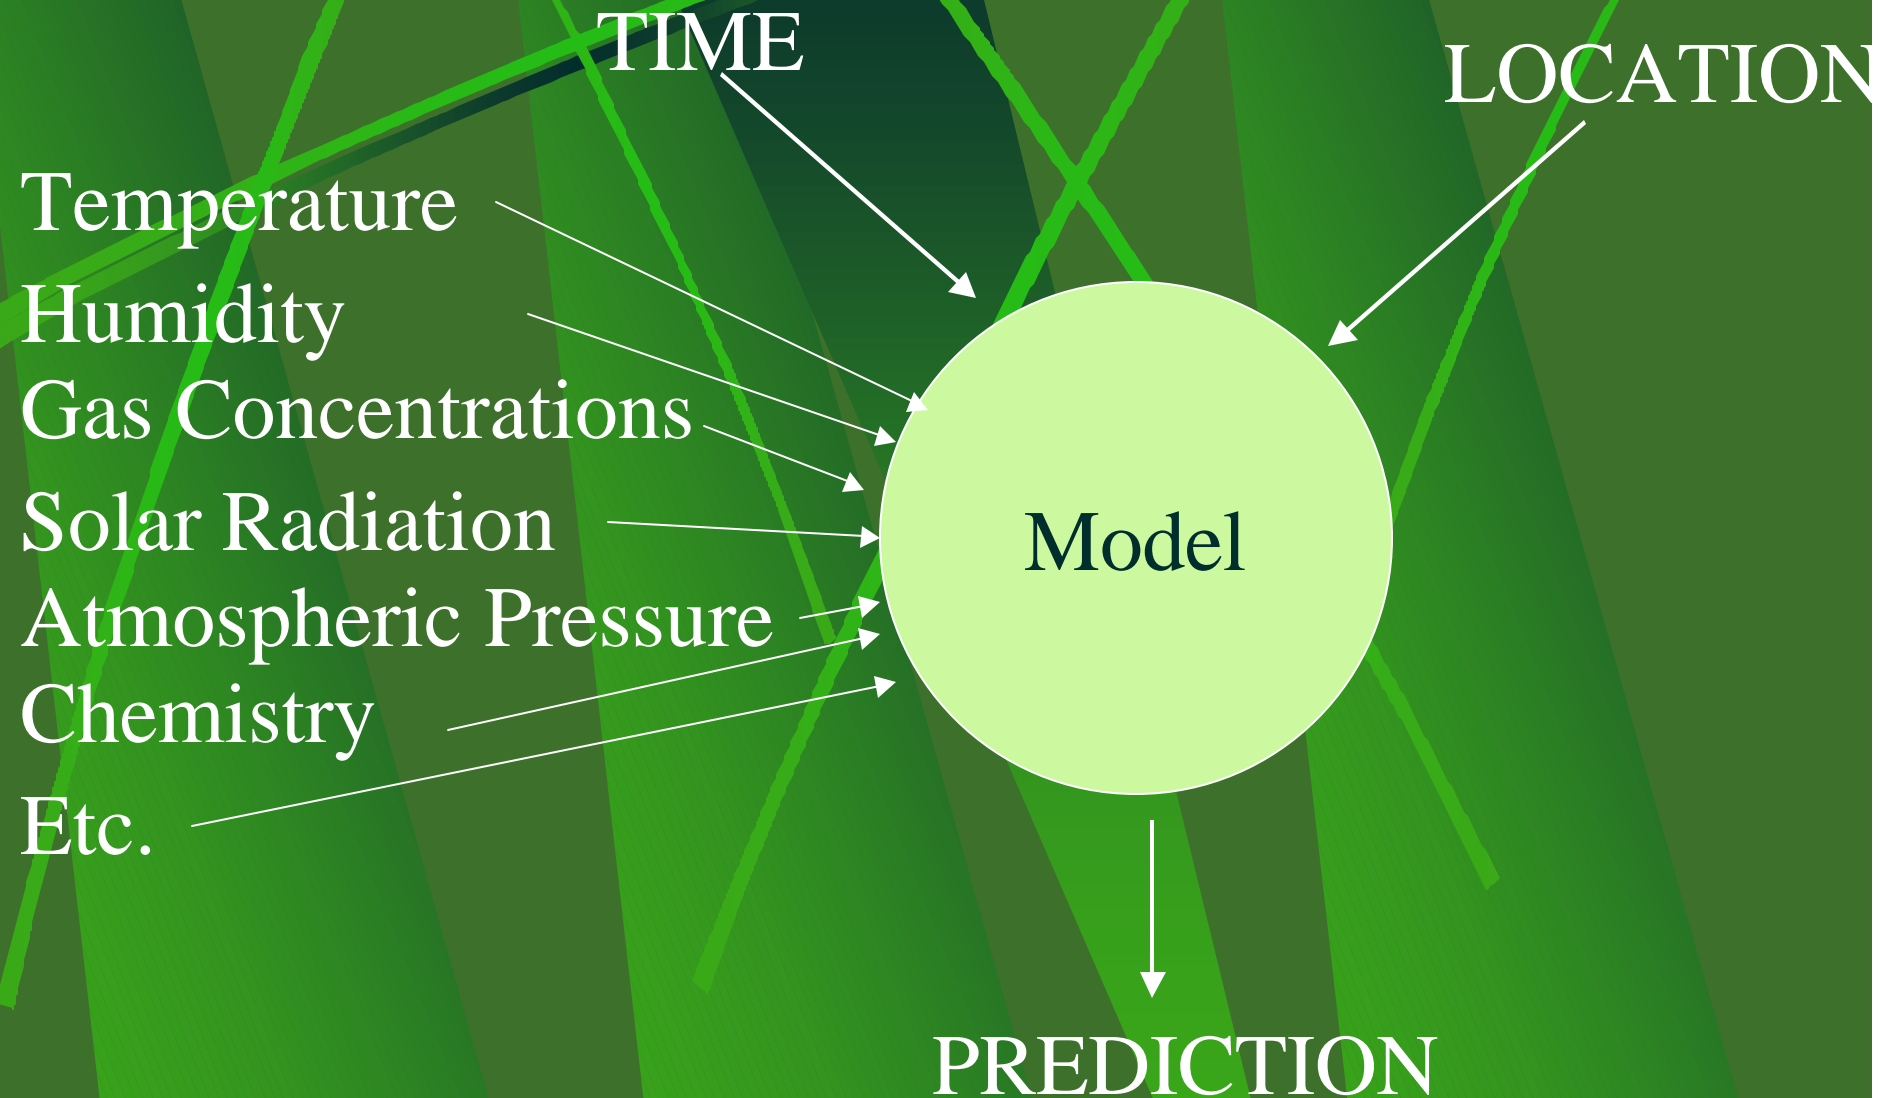 TIME
LOCATION
Temperature
Humidity
Gas Concentrations
Solar Radiation
Atmospheric Pressure
Chemistry
Etc.
Model
PREDICTION